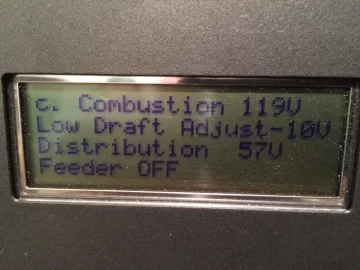 c. Combustion 119V
Low Draft Adjust-10V
Distribution 57V
Feeder OFF